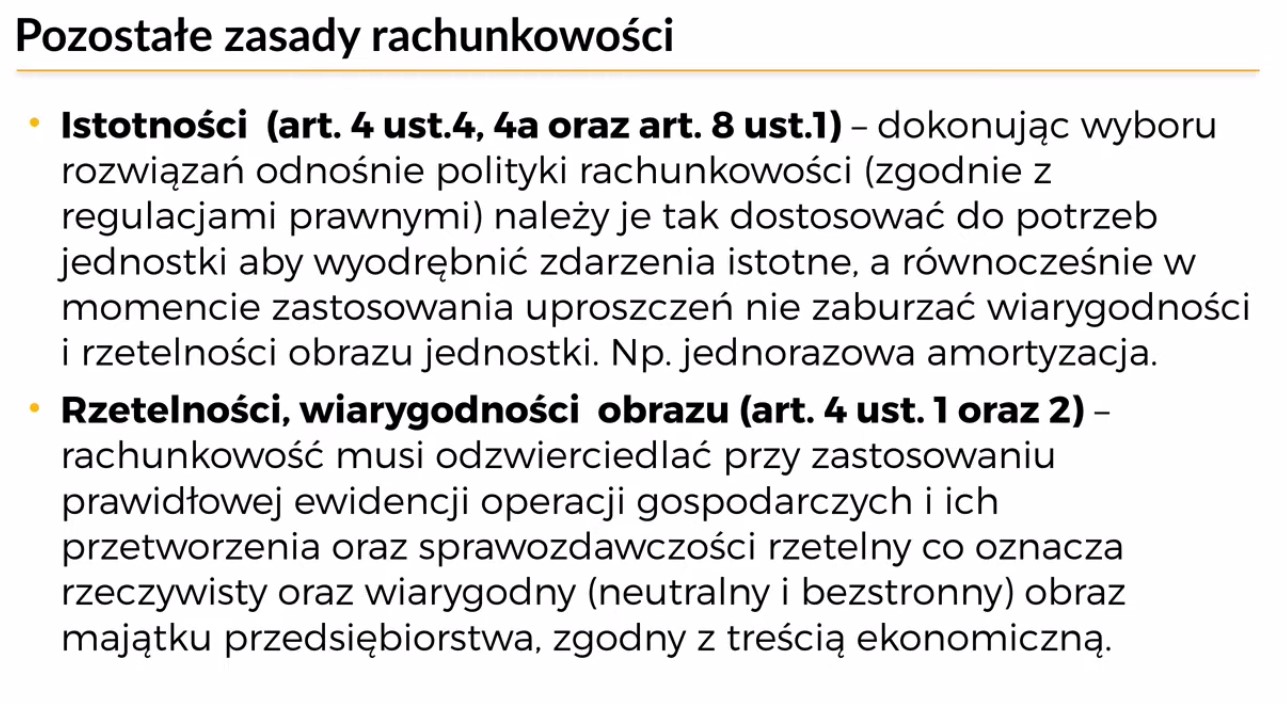 Pozostałe zasady rachunkowości
• Istotności (art. 4 ust.4, 4a oraz art. 8 ust.1) – dokonując wyboru
rozwiązań odnośnie polityki rachunkowości (zgodnie z
regulacjami prawnymi) należy je tak dostosować do potrzeb
jednostki aby wyodrębnić zdarzenia istotne, a równocześnie w
momencie zastosowania uproszczeń nie zaburzać wiarygodności
i rzetelności obrazu jednostki. Np. jednorazowa amortyzacja.
• Rzetelności, wiarygodności obrazu (art. 4 ust. 1 oraz 2) –
rachunkowość musi odzwierciedlać przy zastosowaniu
prawidłowej ewidencji operacji gospodarczych i ich
przetworzenia oraz sprawozdawczości rzetelny co oznacza
rzeczywisty oraz wiarygodny (neutralny i bezstronny) obraz
majątku przedsiębiorstwa, zgodny z treścią ekonomiczną.